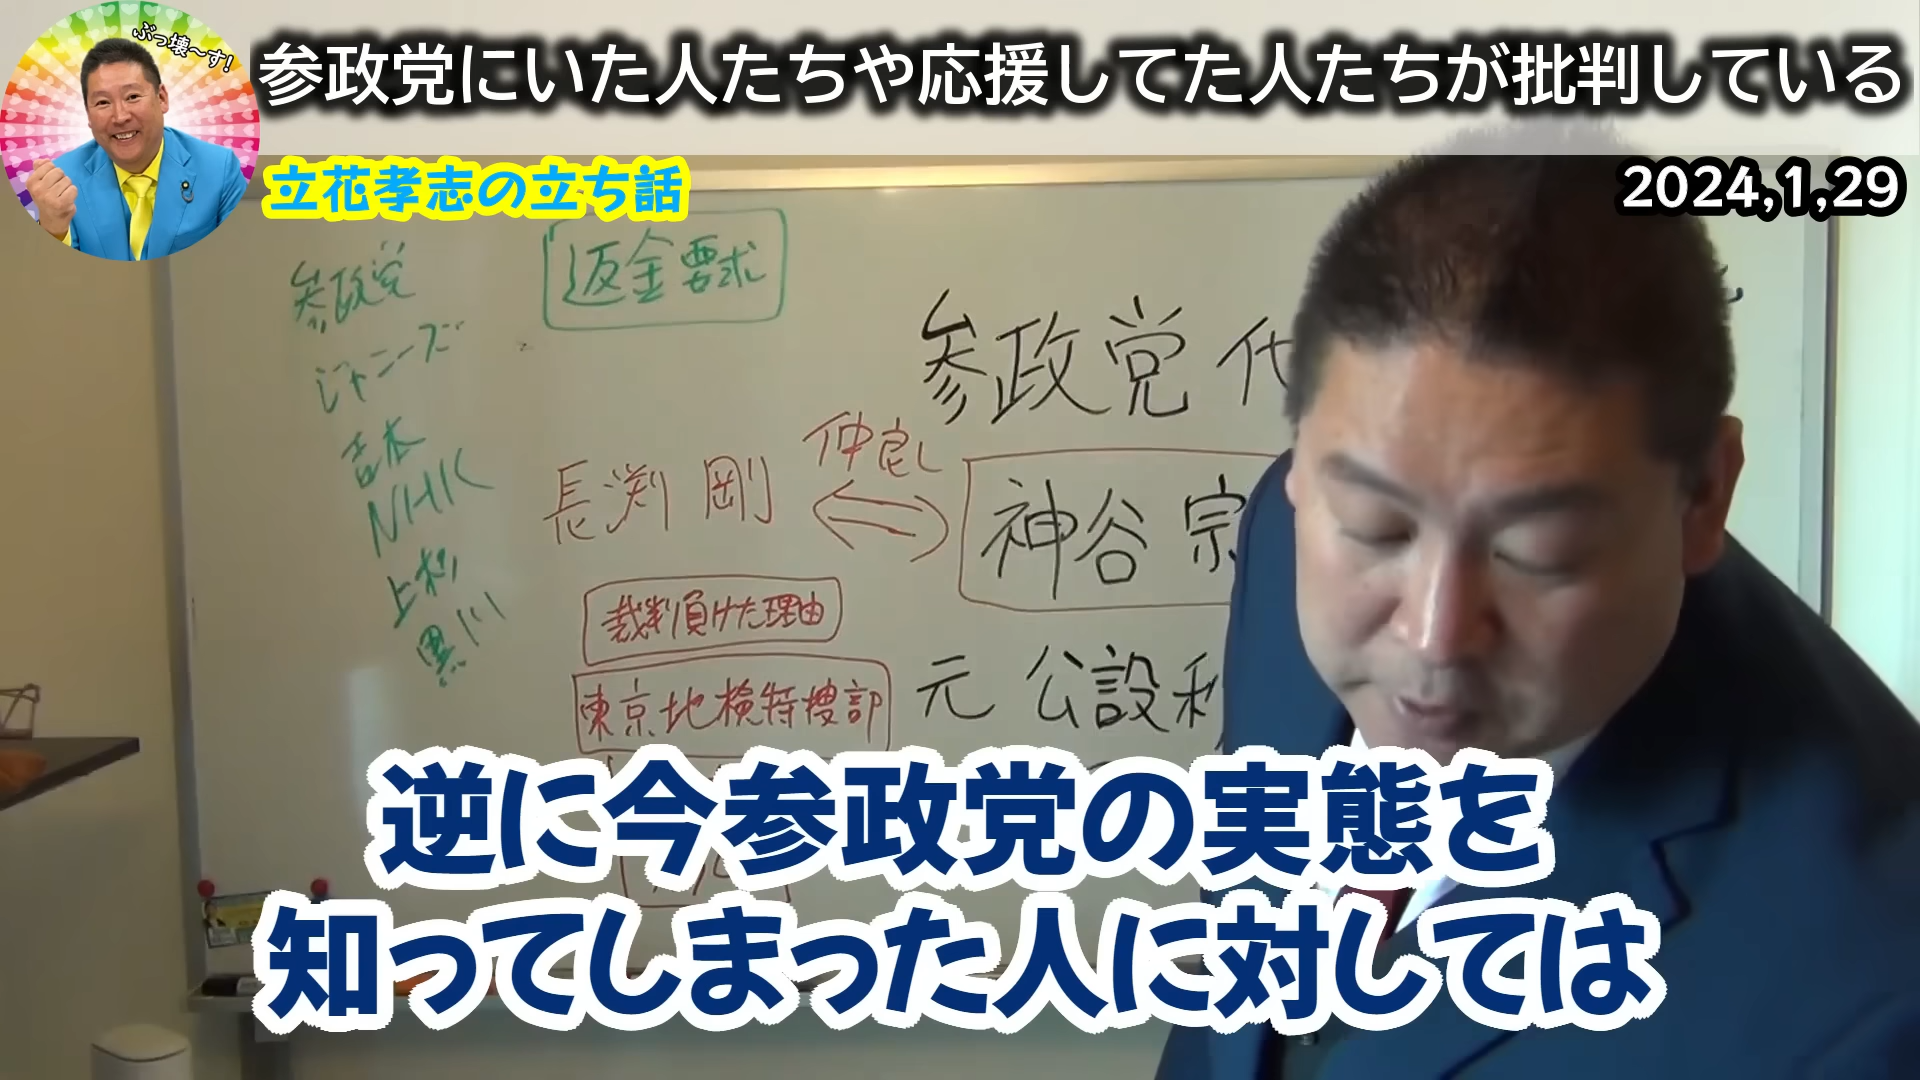 ぶっ壊~す!
参政党にいた人たちや応援してた人たちが批判している
立花孝志の立ち話
2024,1,29
参政党
ジャニーズ
吉本
NHK
上杉
黒川
返金要求
参政党 代
仲良し
長渕 剛
神谷 宗
裁判負けた理由
東京地検特捜部
元 公設秘
逆に今参政党の実態を
知ってしまった人に対しては